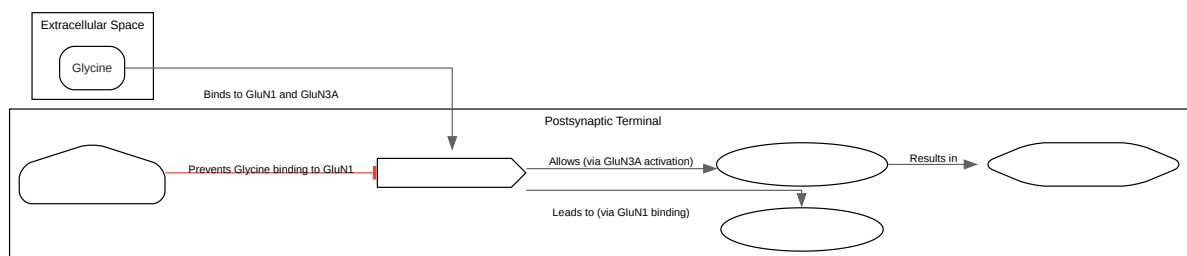 Extracellular Space
Glycine
Binds to GluN1 and GluN3A
Postsynaptic Terminal
Prevents Glycine binding to GluN1
Allows (via GluN3A activation)
Results in
Leads to (via GluN1 binding)